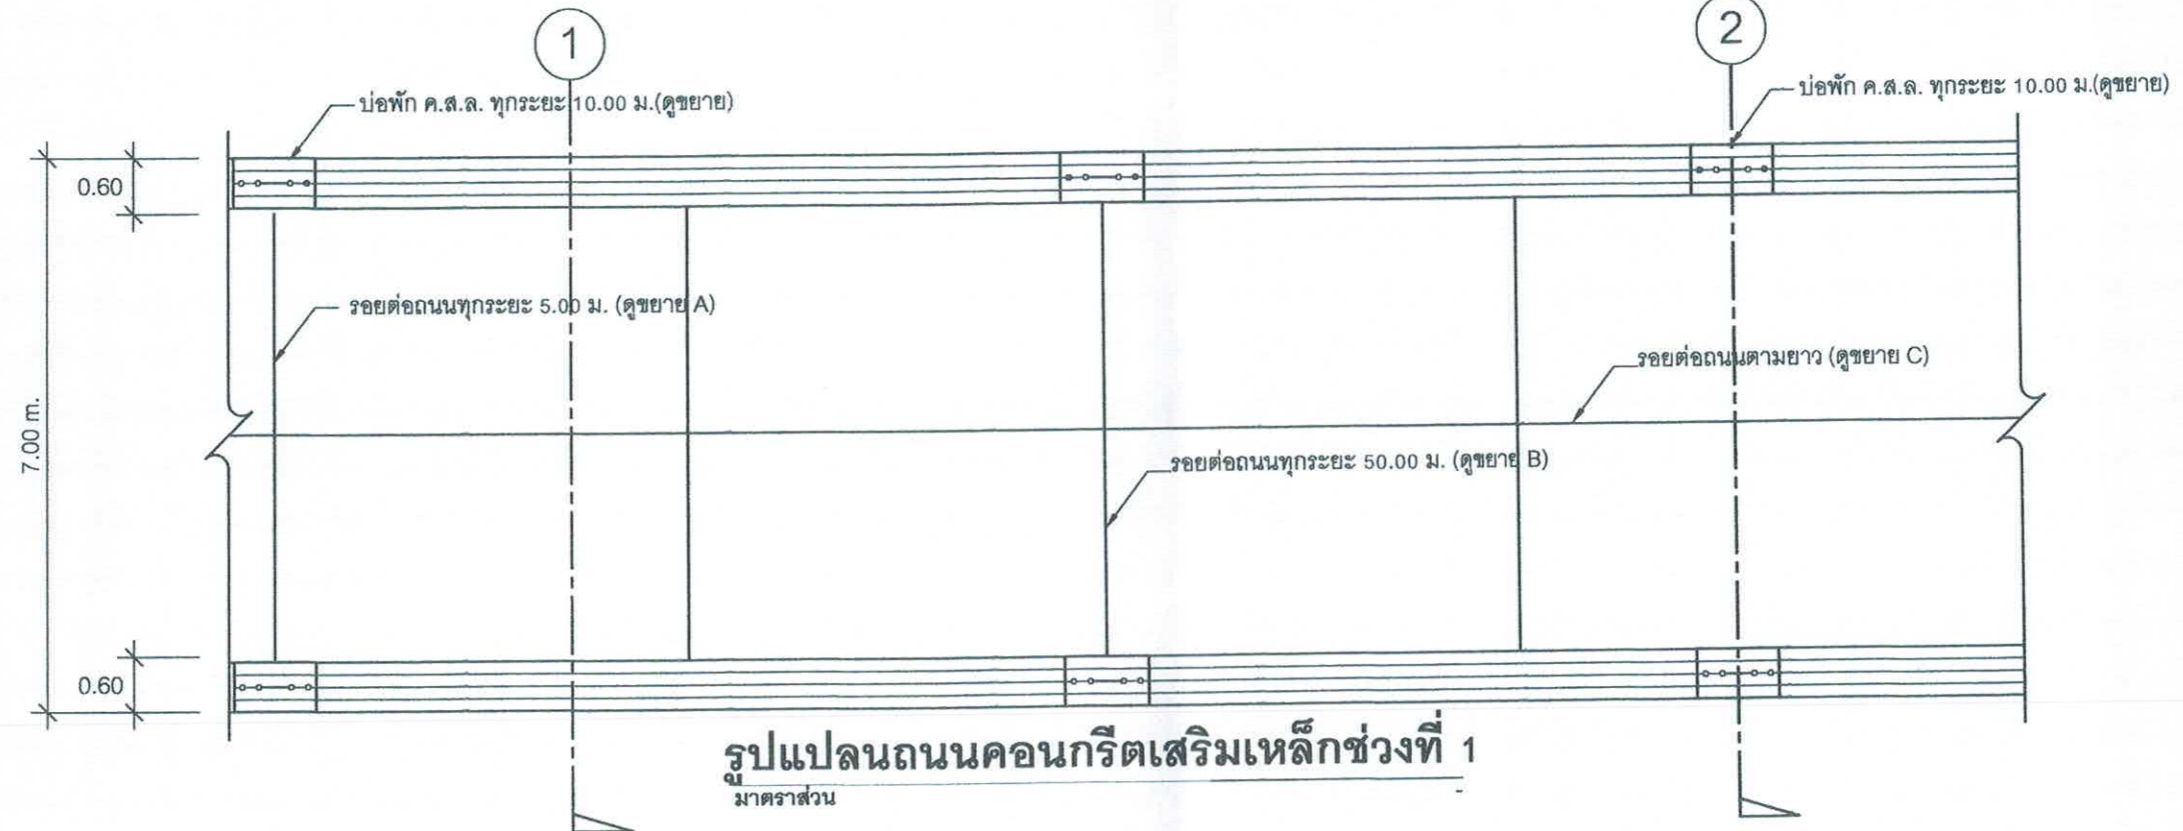 1
2
บ่อพัก ค.ส.ล. ทุกระยะ 10.00 ม.(ดูขยาย)
บ่อพัก ค.ส.ล. ทุกระยะ 10.00 ม.(ดูขยาย)
0.60
รอยต่อถนนทุกระยะ 5.00 ม. (ดูขยาย A)
รอยต่อถนนตามยาว (ดูขยาย C)
7.00 m.
รอยต่อถนนทุกระยะ 50.00 ม. (ดูขยาย B)
0.60
รูปแปลนถนนคอนกรีตเสริมเหล็กช่วงที่ 1
มาตราส่วน -